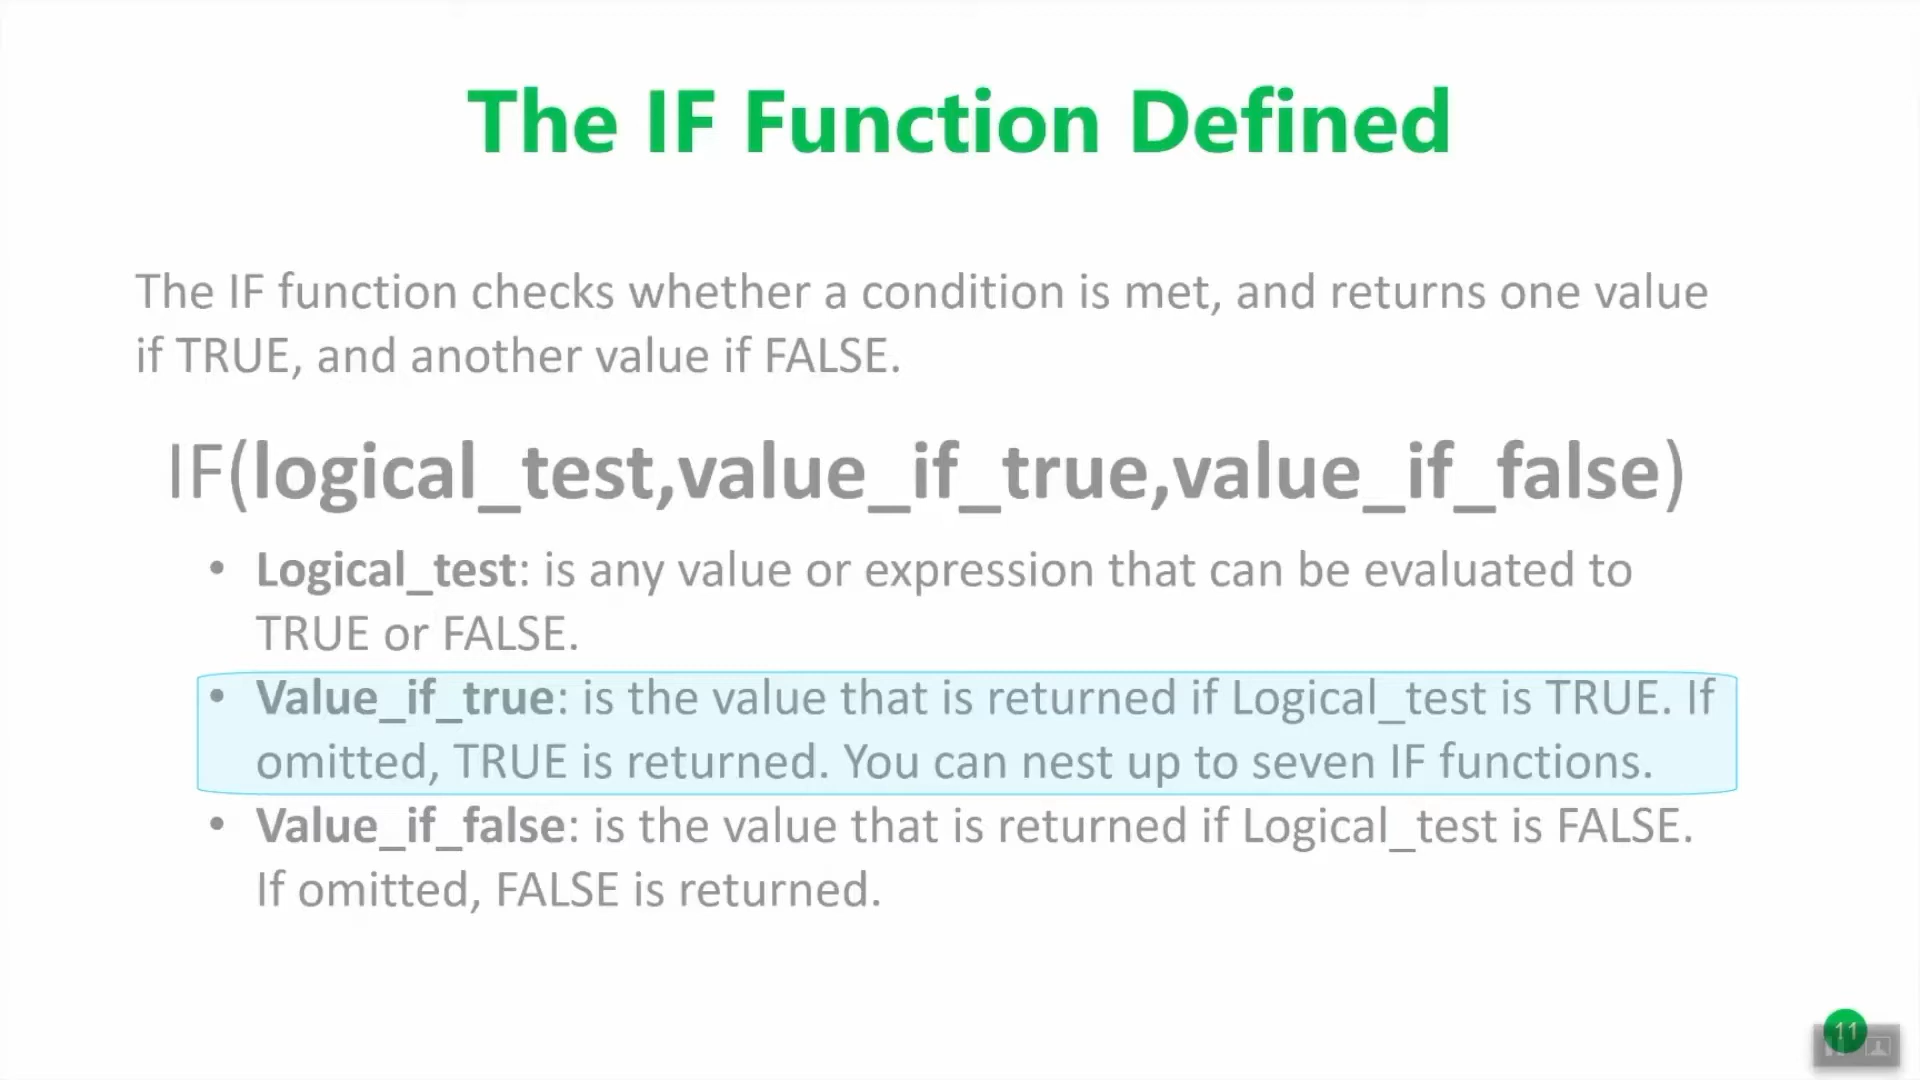 The IF Function Defined
The IF function checks whether a condition is met, and returns one value
if TRUE, and another value if FALSE.
IF(logical_test,value_if_true,value_if_false)
• Logical_test: is any value or expression that can be evaluated to
TRUE or FALSE.
• Value_if_true: is the value that is returned if Logical_test is TRUE. If
omitted, TRUE is returned. You can nest up to seven IF functions.
• Value_if_false: is the value that is returned if Logical_test is FALSE.
If omitted, FALSE is returned.
11